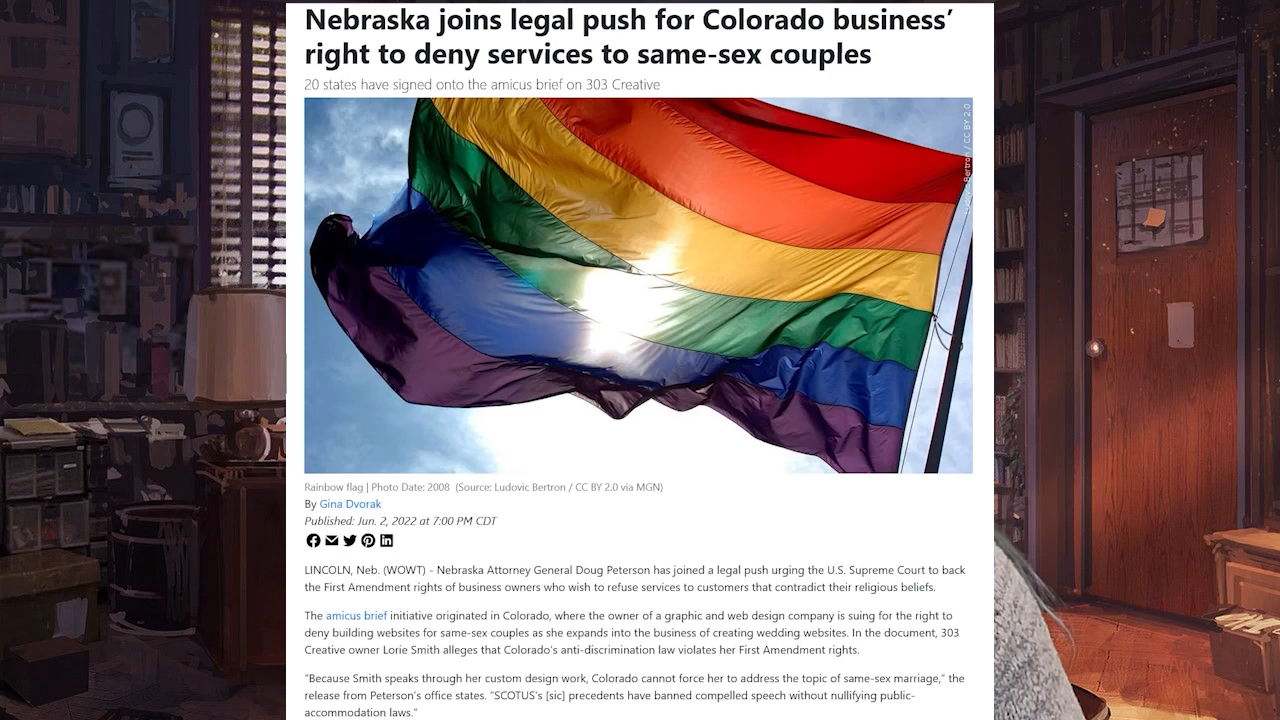 Nebraska joins legal push for Colorado business’
right to deny services to same-sex couples
20 states have signed onto the amicus brief on 303 Creative
Bertron / CC BY 2.0
Rainbow flag | Photo Date: 2008 (Source: Ludovic Bertron / CC BY 2.0 via MGN)
By Gina Dvorak
Published: Jun. 2, 2022 at 7:00 PM CDT
LINCOLN, Neb. (WOWT) - Nebraska Attorney General Doug Peterson has joined a legal push urging the U.S. Supreme Court to back
the First Amendment rights of business owners who wish to refuse services to customers that contradict their religious beliefs.
The amicus brief initiative originated in Colorado, where the owner of a graphic and web design company is suing for the right to
deny building websites for same-sex couples as she expands into the business of creating wedding websites. In the document, 303
Creative owner Lorie Smith alleges that Colorado’s anti-discrimination law violates her First Amendment rights.
“Because Smith speaks through her custom design work, Colorado cannot force her to address the topic of same-sex marriage,” the
release from Peterson’s office states. “SCOTUS’s [sic] precedents have banned compelled speech without nullifying public-
accommodation laws.”